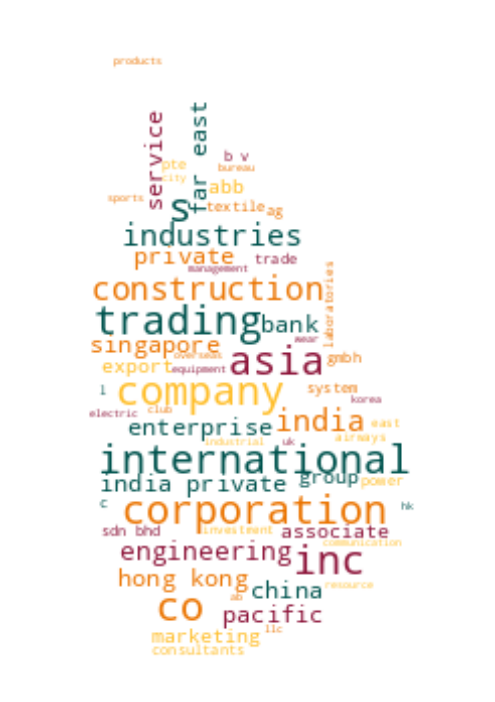 products
service
far east
b v
pte
bureau
city
abb
sports
s
textile
ag
industries
private
trade
management
construction
laboratories
trading
bank
wear
singapore
overseas
asia
gmbh
export
equipment
company
system
l
korea
electric
club
india
east
enterprise
airways
industrial
uk
international
india private
group
power
c
corporation
hk
sdn bhd
investment
associate
communication
engineering
inc
hong kong
china
resource
ab
co
pacific
llc
marketing
consultants